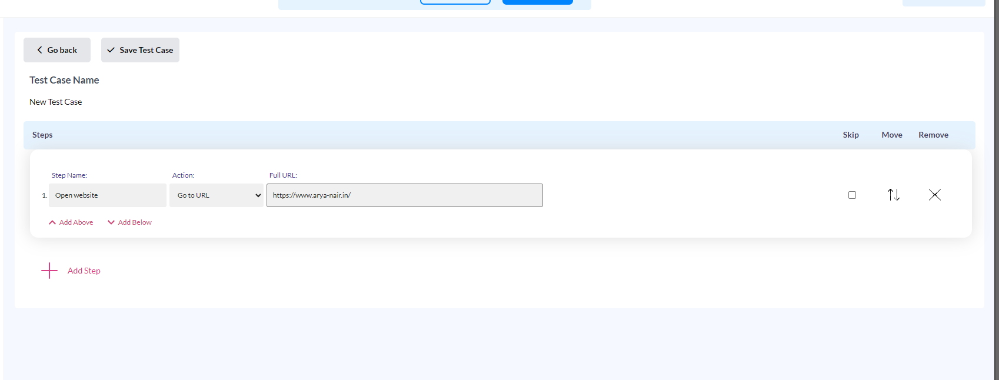 Go back Save Test Case
Test Case Name
New Test Case
Steps Skip Move Remove
Step Name: Action: Full URL:
1. Open website Go to URL https://www.arya-nair.in/
Add Above Add Below
Add Step